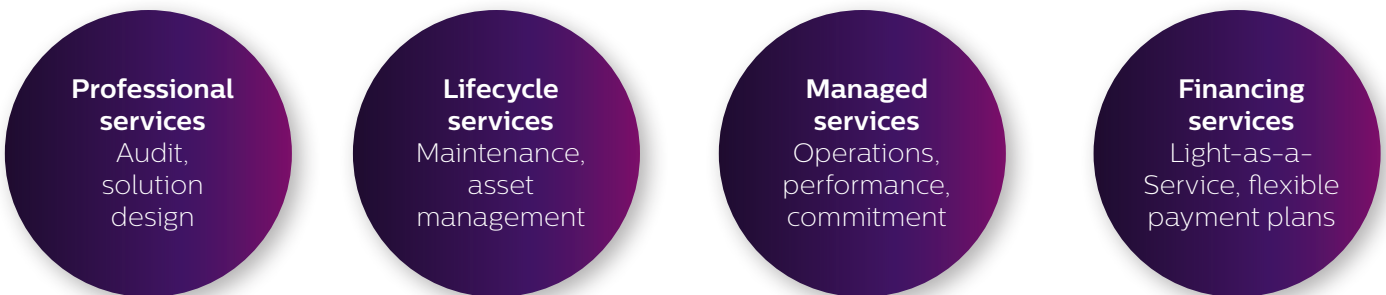 Professional
services
Audit,
solution
design
Lifecycle
services
Maintenance,
asset
management
Managed
services
Operations,
performance,
commitment
Financing
services
Light-as-a-
Service, flexible
payment plans